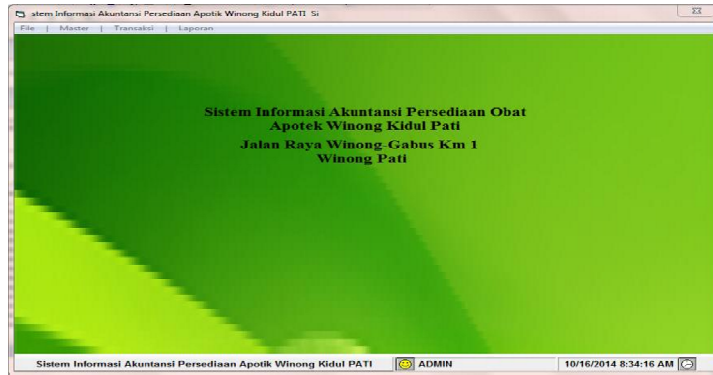 stem Informasi Akuntansi Persediaan Apotik Winong Kidul PATI Si
File | Master | Transaksi | Laporan
Sistem Informasi Akuntansi Persediaan Obat
Apotek Winong Kidul Pati
Jalan Raya Winong-Gabus Km 1
Winong Pati
Sistem Informasi Akuntansi Persediaan Apotik Winong Kidul PATI ADMIN 10/16/2014 8:34:16 AM